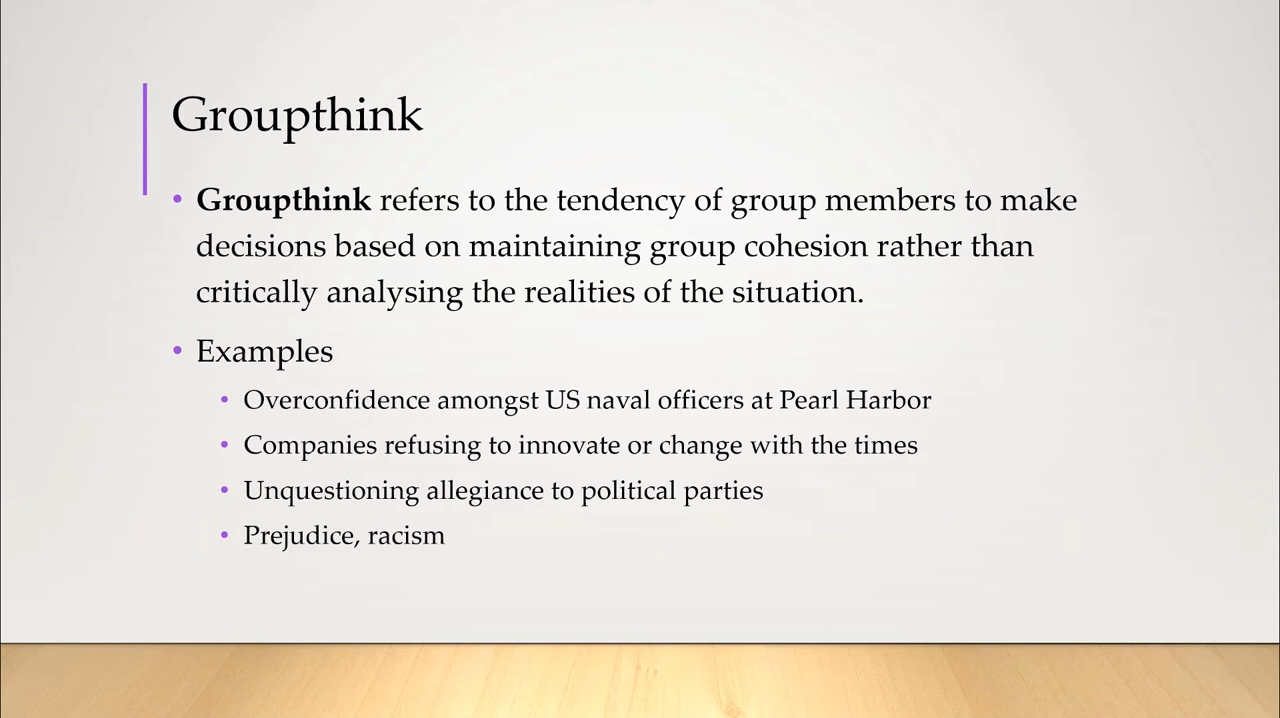 Groupthink
• Groupthink refers to the tendency of group members to make
decisions based on maintaining group cohesion rather than
critically analysing the realities of the situation.
• Examples
• Overconfidence amongst US naval officers at Pearl Harbor
• Companies refusing to innovate or change with the times
• Unquestioning allegiance to political parties
• Prejudice, racism